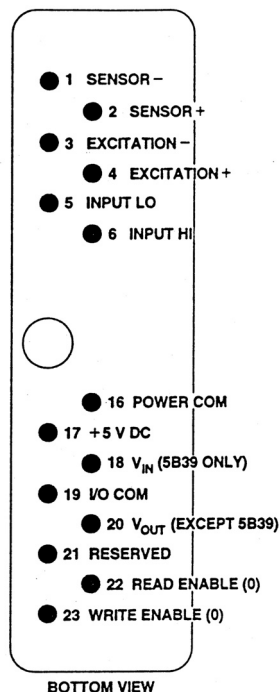 1 SENSOR −
2 SENSOR +
3 EXCITATION −
4 EXCITATION +
5 INPUT LO
6 INPUT HI
16 POWER COM
17 +5 V DC
18 VIN (5B39 ONLY)
19 I/O COM
20 VOUT (EXCEPT 5B39)
21 RESERVED
22 READ ENABLE (0)
23 WRITE ENABLE (0)
BOTTOM VIEW